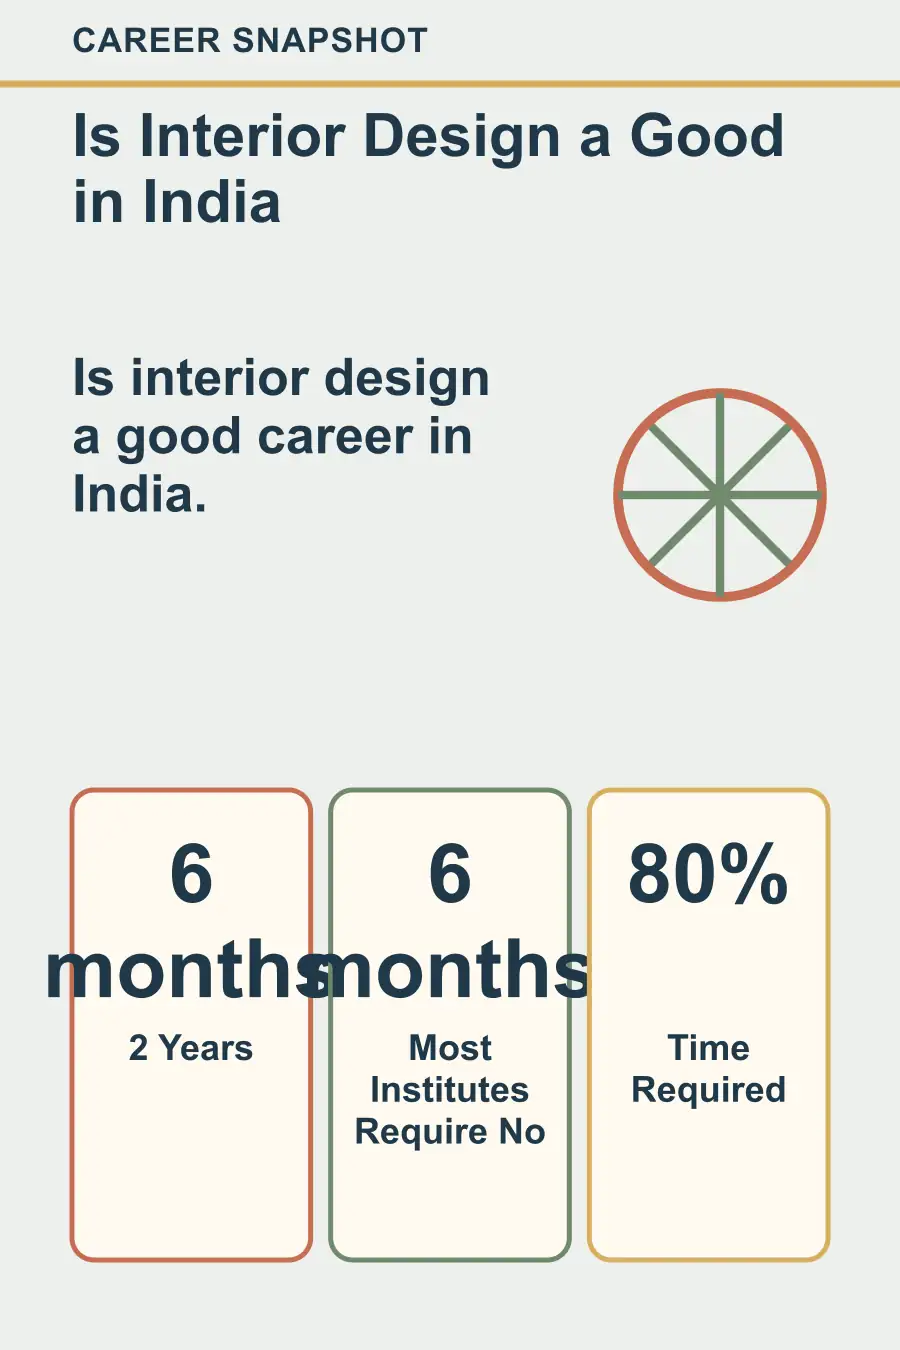 CAREER SNAPSHOT
Is Interior Design a Good
in India
Is interior design
a good career in
India.
6
months
2 Years
6
months
Most
Institutes
Require No
80%
Time
Required